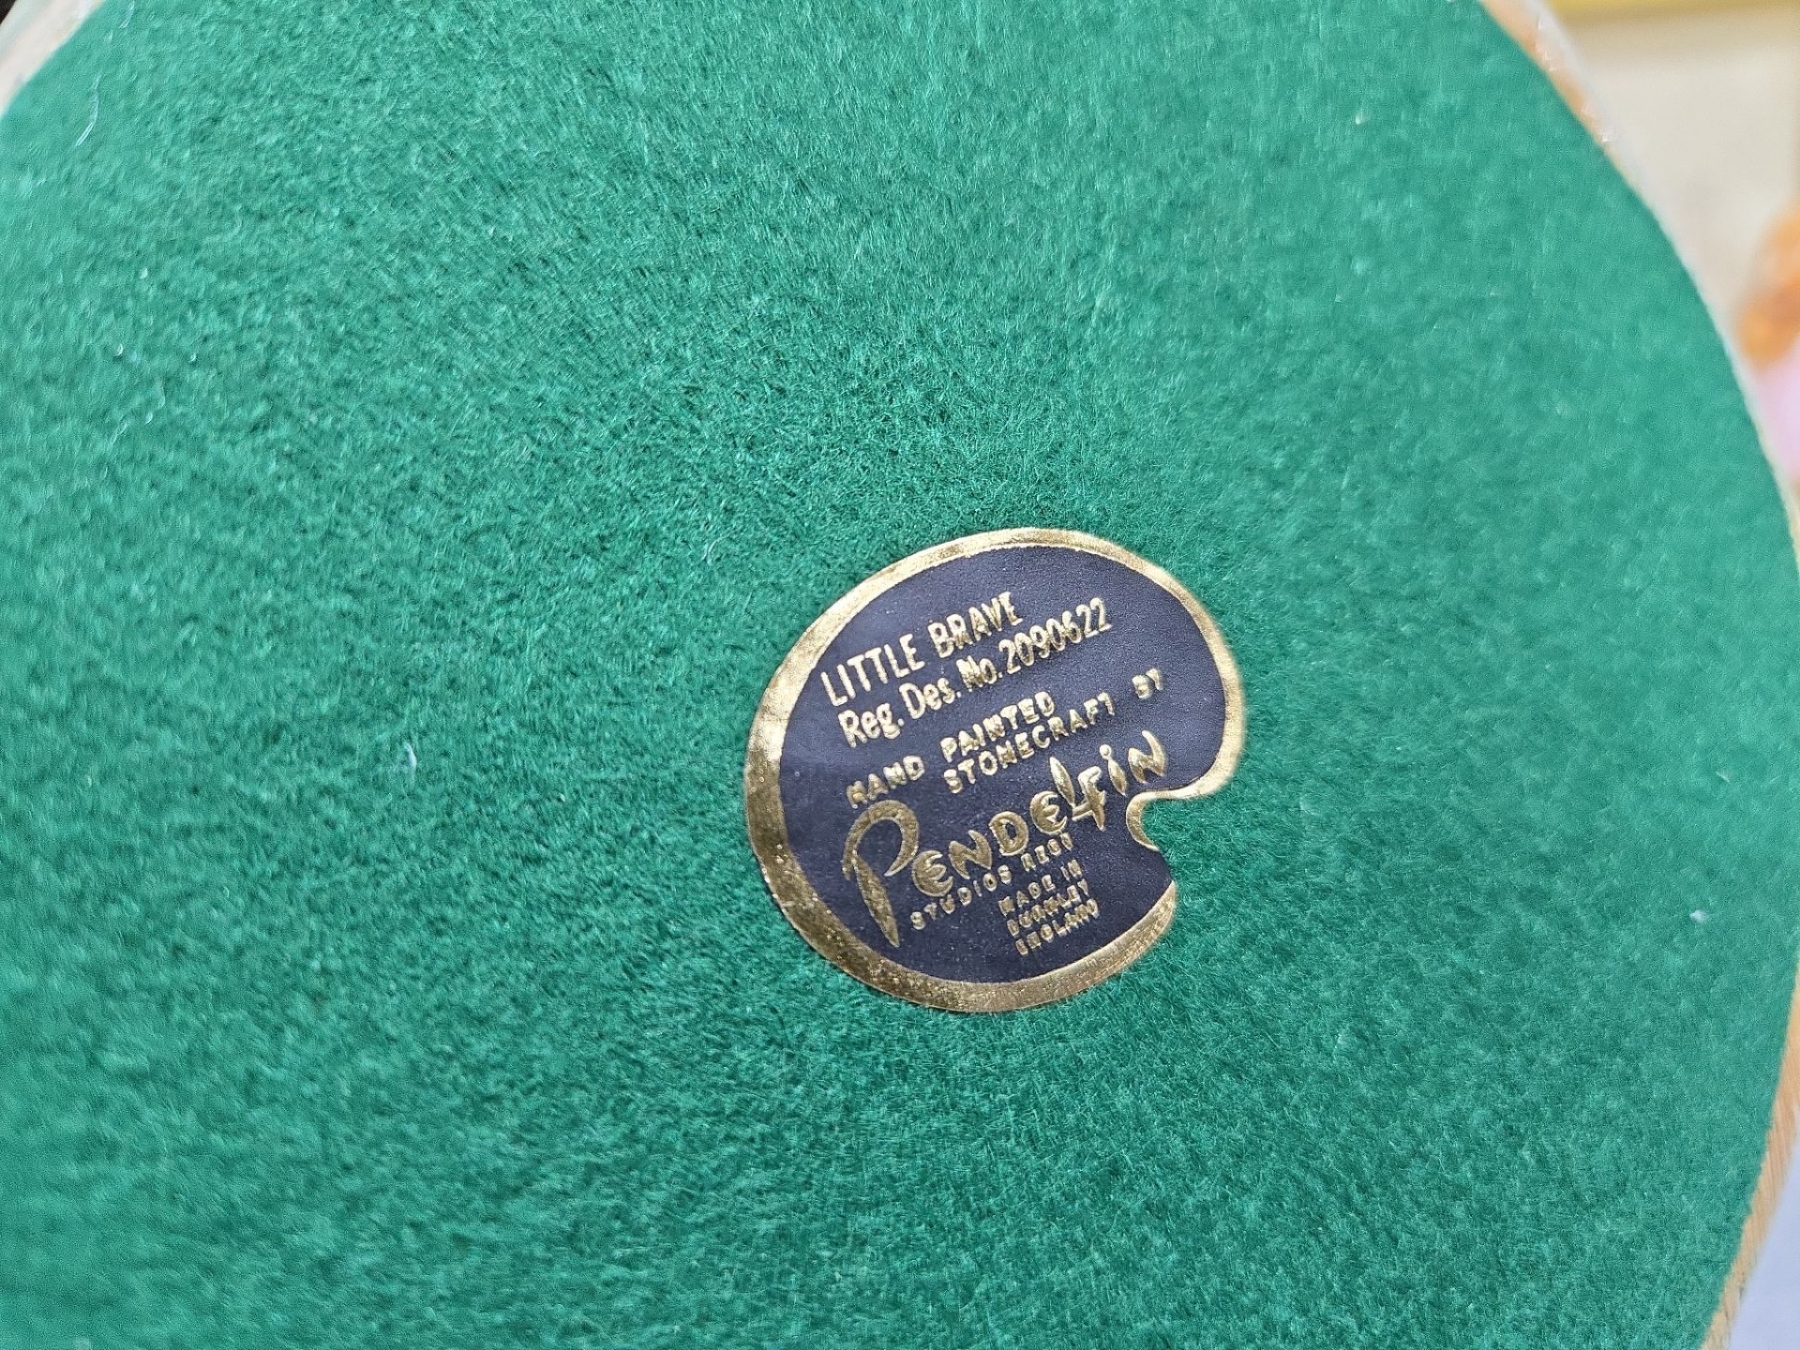 LITTLE BRAVE
Reg. Des. No. 2090622
HAND PAINTED
STONECRAFT BY
PENDELFIN
STUDIOS REGD
MADE IN
BURNLEY
ENGLAND